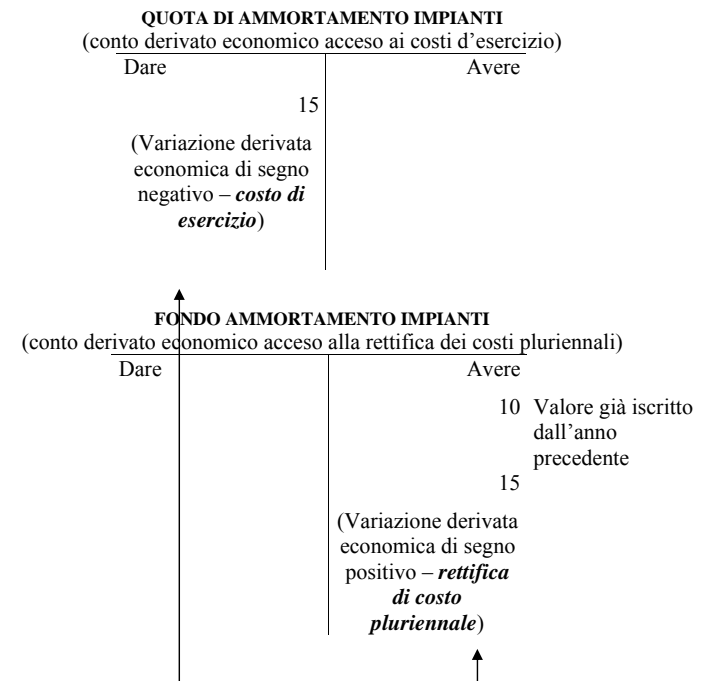 QUOTA DI AMMORTAMENTO IMPIANTI
(conto derivato economico acceso ai costi d’esercizio)
Dare Avere
15
(Variazione derivata
economica di segno
negativo – costo di
esercizio)
FONDO AMMORTAMENTO IMPIANTI
(conto derivato economico acceso alla rettifica dei costi pluriennali)
Dare Avere
10 Valore già iscritto
dall’anno
precedente
15
(Variazione derivata
economica di segno
positivo – rettifica
di costo
pluriennale)